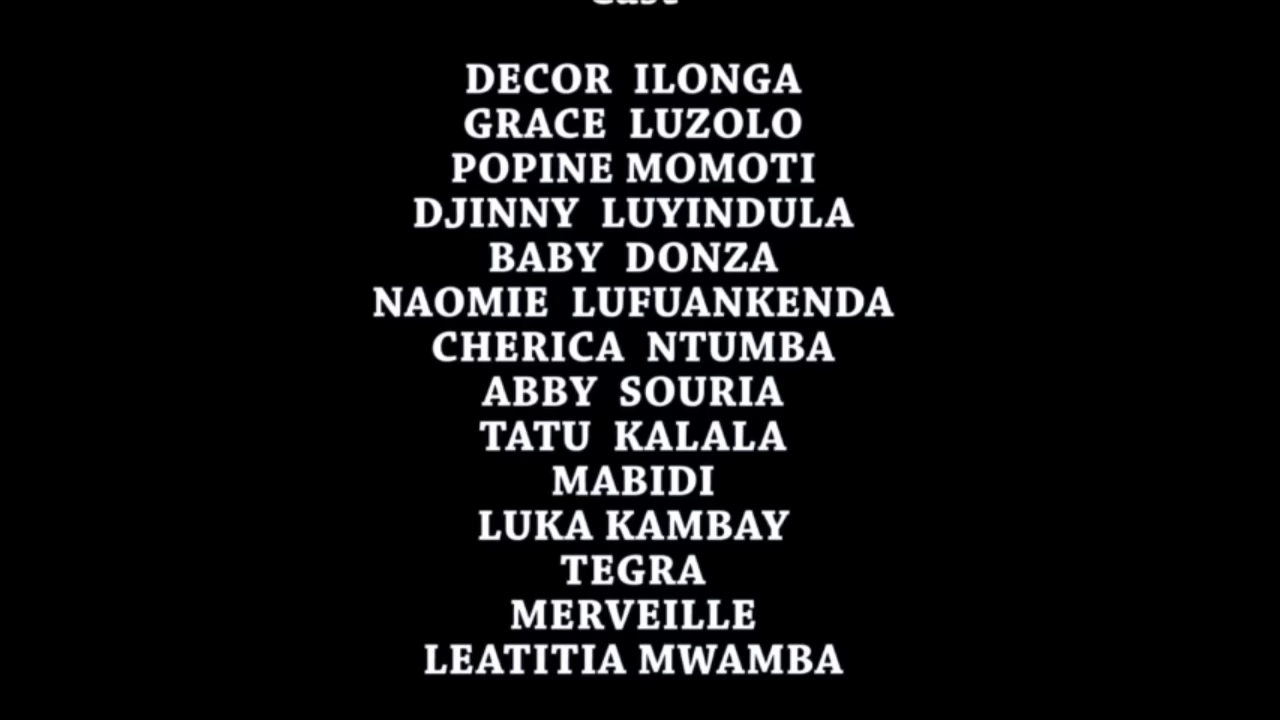 Cast
DECOR ILONGA
GRACE LUZOLO
POPINE MOMOTI
DJINNY LUYINDULA
BABY DONZA
NAOMIE LUFUANKENDA
CHERICA NTUMBA
ABBY SOURIA
TATU KALALA
MABIDI
LUKA KAMBAY
TEGRA
MERVEILLE
LEATITIA MWAMBA